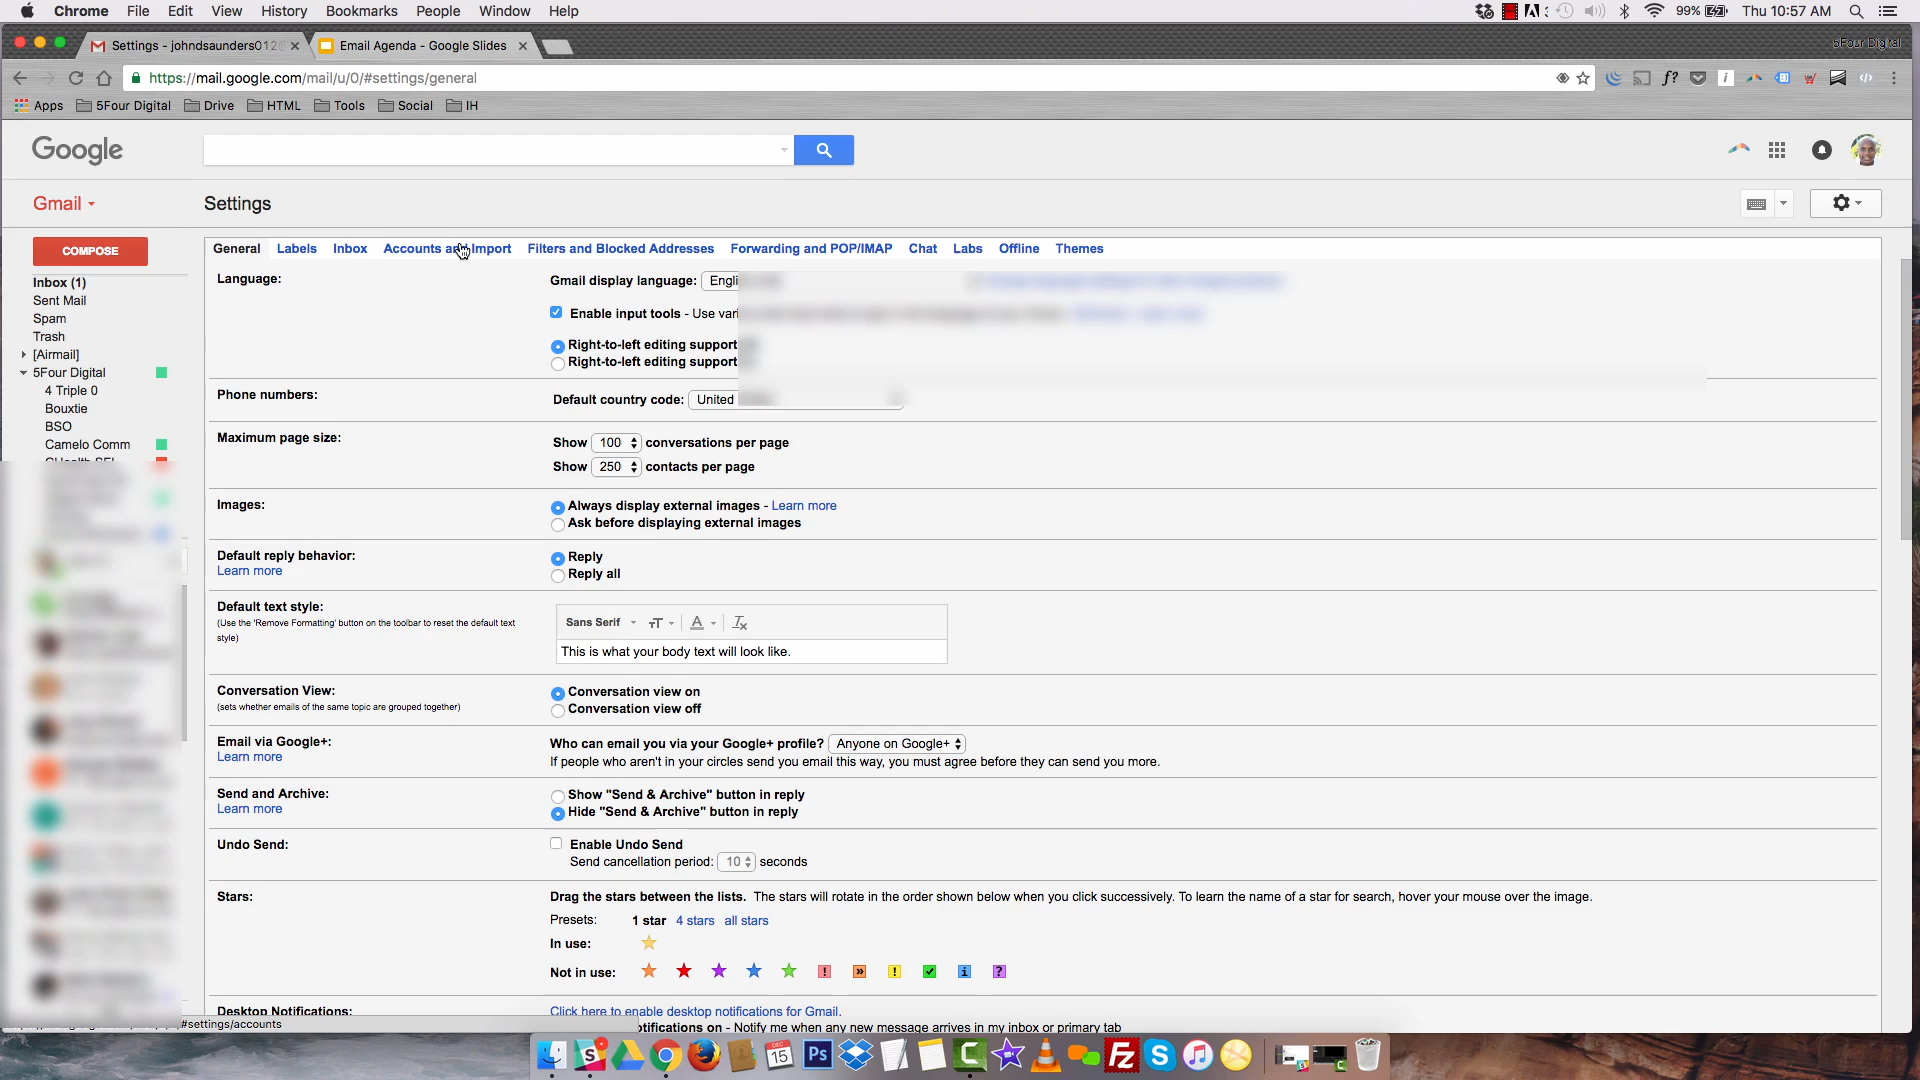 Chrome File Edit View History Bookmarks People Window Help 99% Thu 10:57 AM
Settings - johndsaunders012 Email Agenda - Google Slides 5Four Digital
https://mail.google.com/mail/u/0/#settings/general
Apps 5Four Digital Drive HTML Tools Social IH
Google
Gmail Settings
COMPOSE General Labels Inbox Accounts and Import Filters and Blocked Addresses Forwarding and POP/IMAP Chat Labs Offline Themes
Inbox (1)
Sent Mail
Spam
Trash
[Airmail]
5Four Digital
4 Triple 0
Bouxtie
BSO
Camelo Comm
Language: Gmail display language: Engli
Enable input tools - Use vari
Right-to-left editing support
Right-to-left editing support
Phone numbers: Default country code: United
Maximum page size: Show 100 conversations per page
Show 250 contacts per page
Images: Always display external images - Learn more
Ask before displaying external images
Default reply behavior: Reply
Learn more Reply all
Default text style:
(Use the 'Remove Formatting' button on the toolbar to reset the default text
style)
Sans Serif
This is what your body text will look like.
Conversation View: Conversation view on
(sets whether emails of the same topic are grouped together) Conversation view off
Email via Google+: Who can email you via your Google+ profile? Anyone on Google+
Learn more If people who aren't in your circles send you email this way, you must agree before they can send you more.
Send and Archive: Show "Send & Archive" button in reply
Learn more Hide "Send & Archive" button in reply
Undo Send: Enable Undo Send
Send cancellation period: 10 seconds
Stars: Drag the stars between the lists. The stars will rotate in the order shown below when you click successively. To learn the name of a star for search, hover your mouse over the image.
Presets: 1 star 4 stars all stars
In use:
Not in use:
Desktop Notifications: Click here to enable desktop notifications for Gmail.
otifications on - Notify me when any new message arrives in my inbox or primary tab
#settings/accounts
DEC
15
Ps